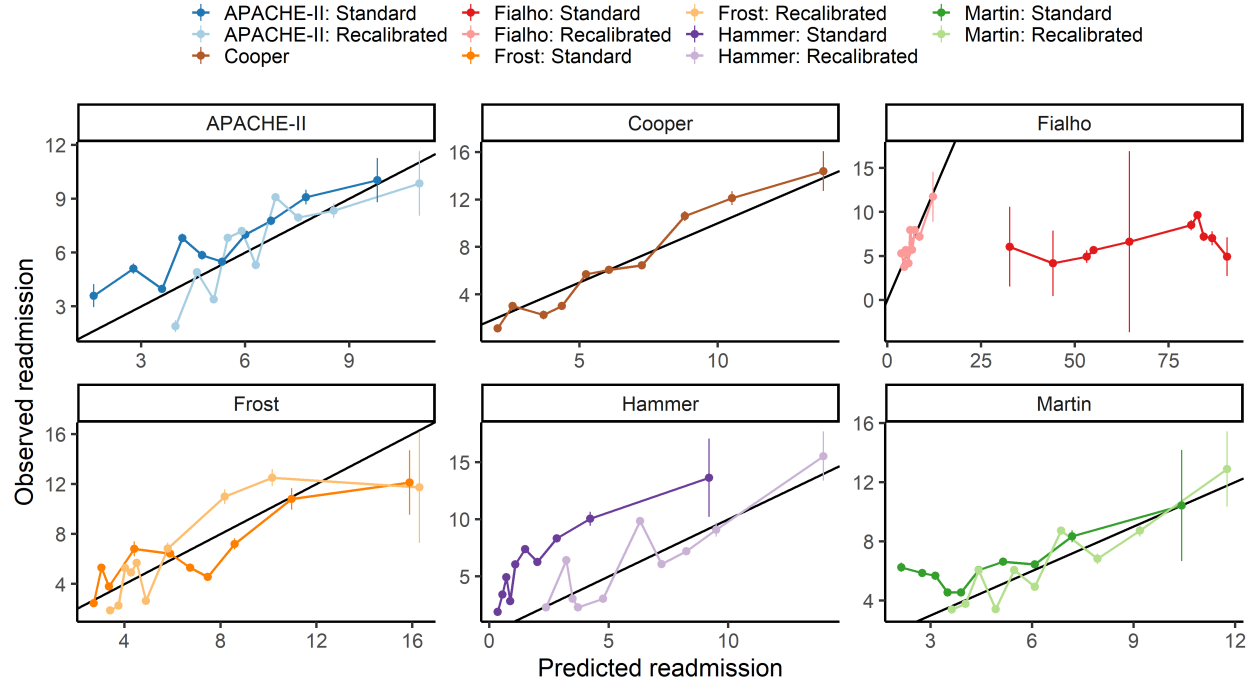 APACHE-II: Standard Fialho: Standard Frost: Recalibrated Martin: Standard
APACHE-II: Recalibrated Fialho: Recalibrated Hammer: Standard Martin: Recalibrated
Cooper Frost: Standard Hammer: Recalibrated
APACHE-II Cooper Fialho
12
9
6
3
3 6 9
16
12
8
4
5 10
15
10
5
0
0 25 50 75
Observed readmission
Frost Hammer Martin
16
12
8
4
4 8 12 16
15
10
5
0 5 10
16
12
8
4
3 6 9 12
Predicted readmission